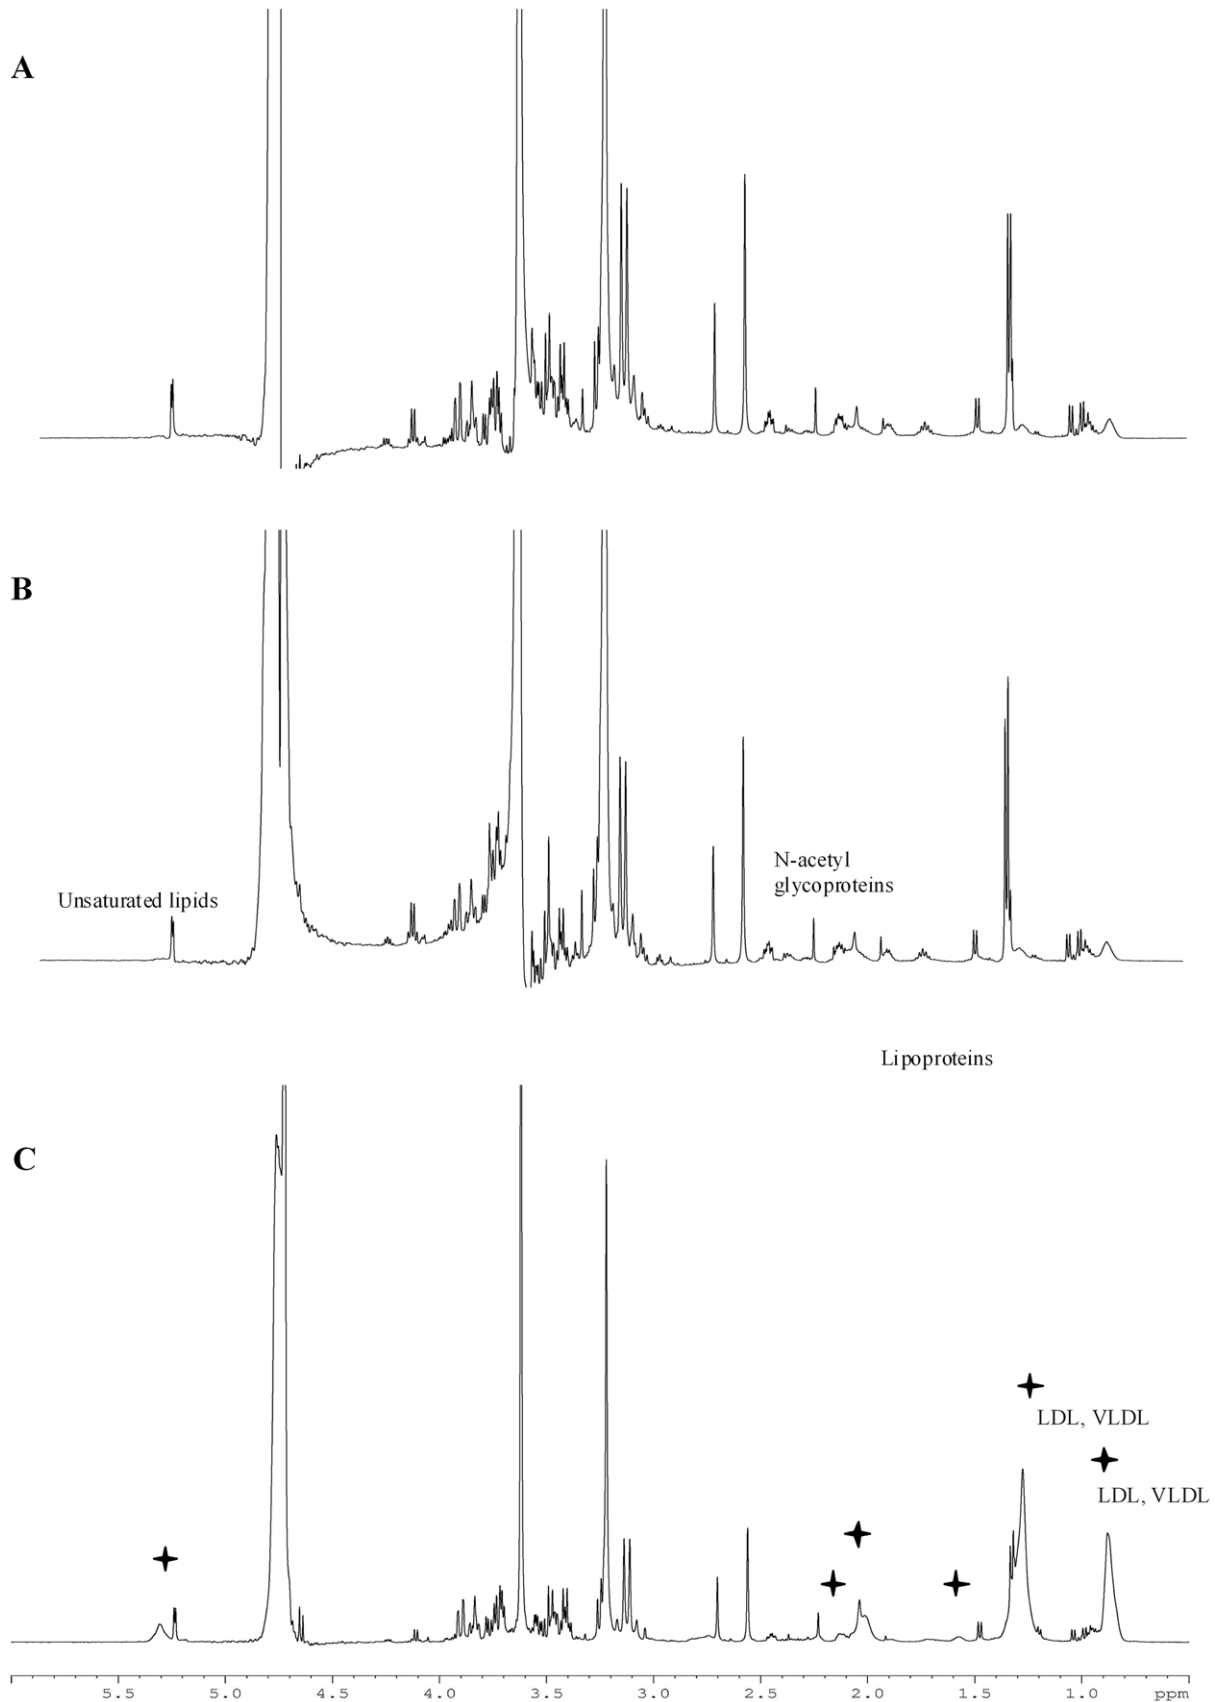 A
B
Unsaturated lipids
N-acetyl
glycoproteins
Lipoproteins
C
LDL, VLDL
LDL, VLDL
5.5 5.0 4.5 4.0 3.5 3.0 2.5 2.0 1.5 1.0 ppm